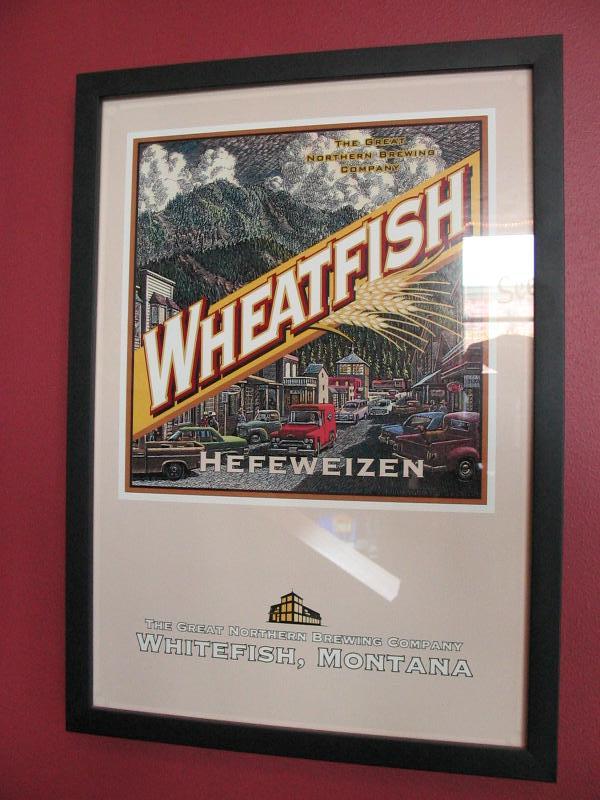 The Great
Northern Brewing
Company
Wheatfish
Hefeweizen
The Great Northern Brewing Company
Whitefish, Montana